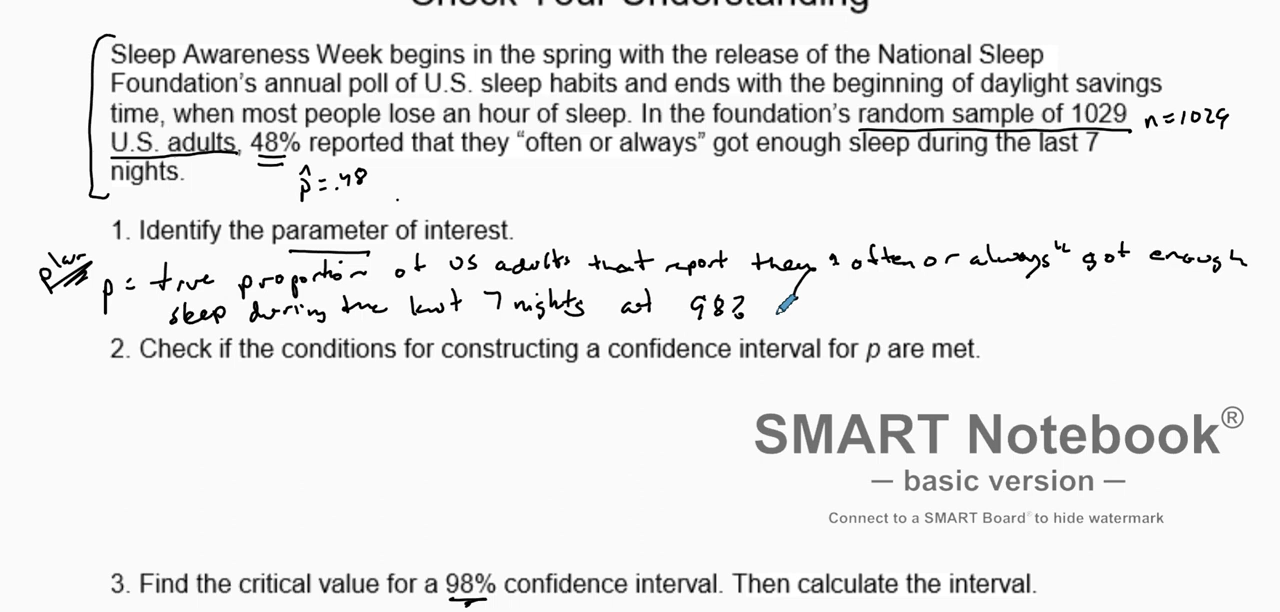 Check Your Understanding
Sleep Awareness Week begins in the spring with the release of the National Sleep
Foundation's annual poll of U.S. sleep habits and ends with the beginning of daylight savings
time, when most people lose an hour of sleep. In the foundation's random sample of 1029 n=1029
U.S. adults, 48% reported that they “often or always” got enough sleep during the last 7
nights.
p̂ = .48
1. Identify the parameter of interest.
Plan
p = true proportion of US adults that report they "often or always" got enough
sleep during the last 7 nights at 98%
2. Check if the conditions for constructing a confidence interval for p are met.
SMART Notebook®
— basic version —
Connect to a SMART Board® to hide watermark
3. Find the critical value for a 98% confidence interval. Then calculate the interval.